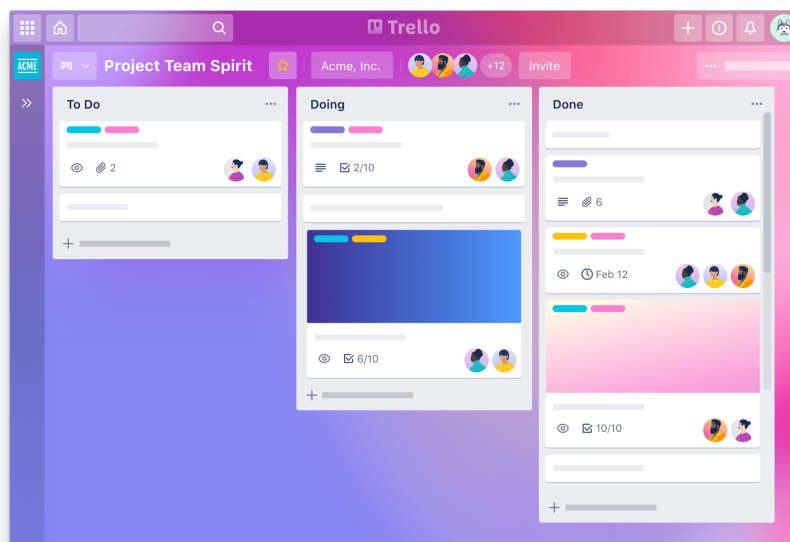 Trello
ACME
Project Team Spirit
Acme, Inc.
+12
Invite
To Do
2
Doing
2/10
6/10
Done
6
Feb 12
10/10